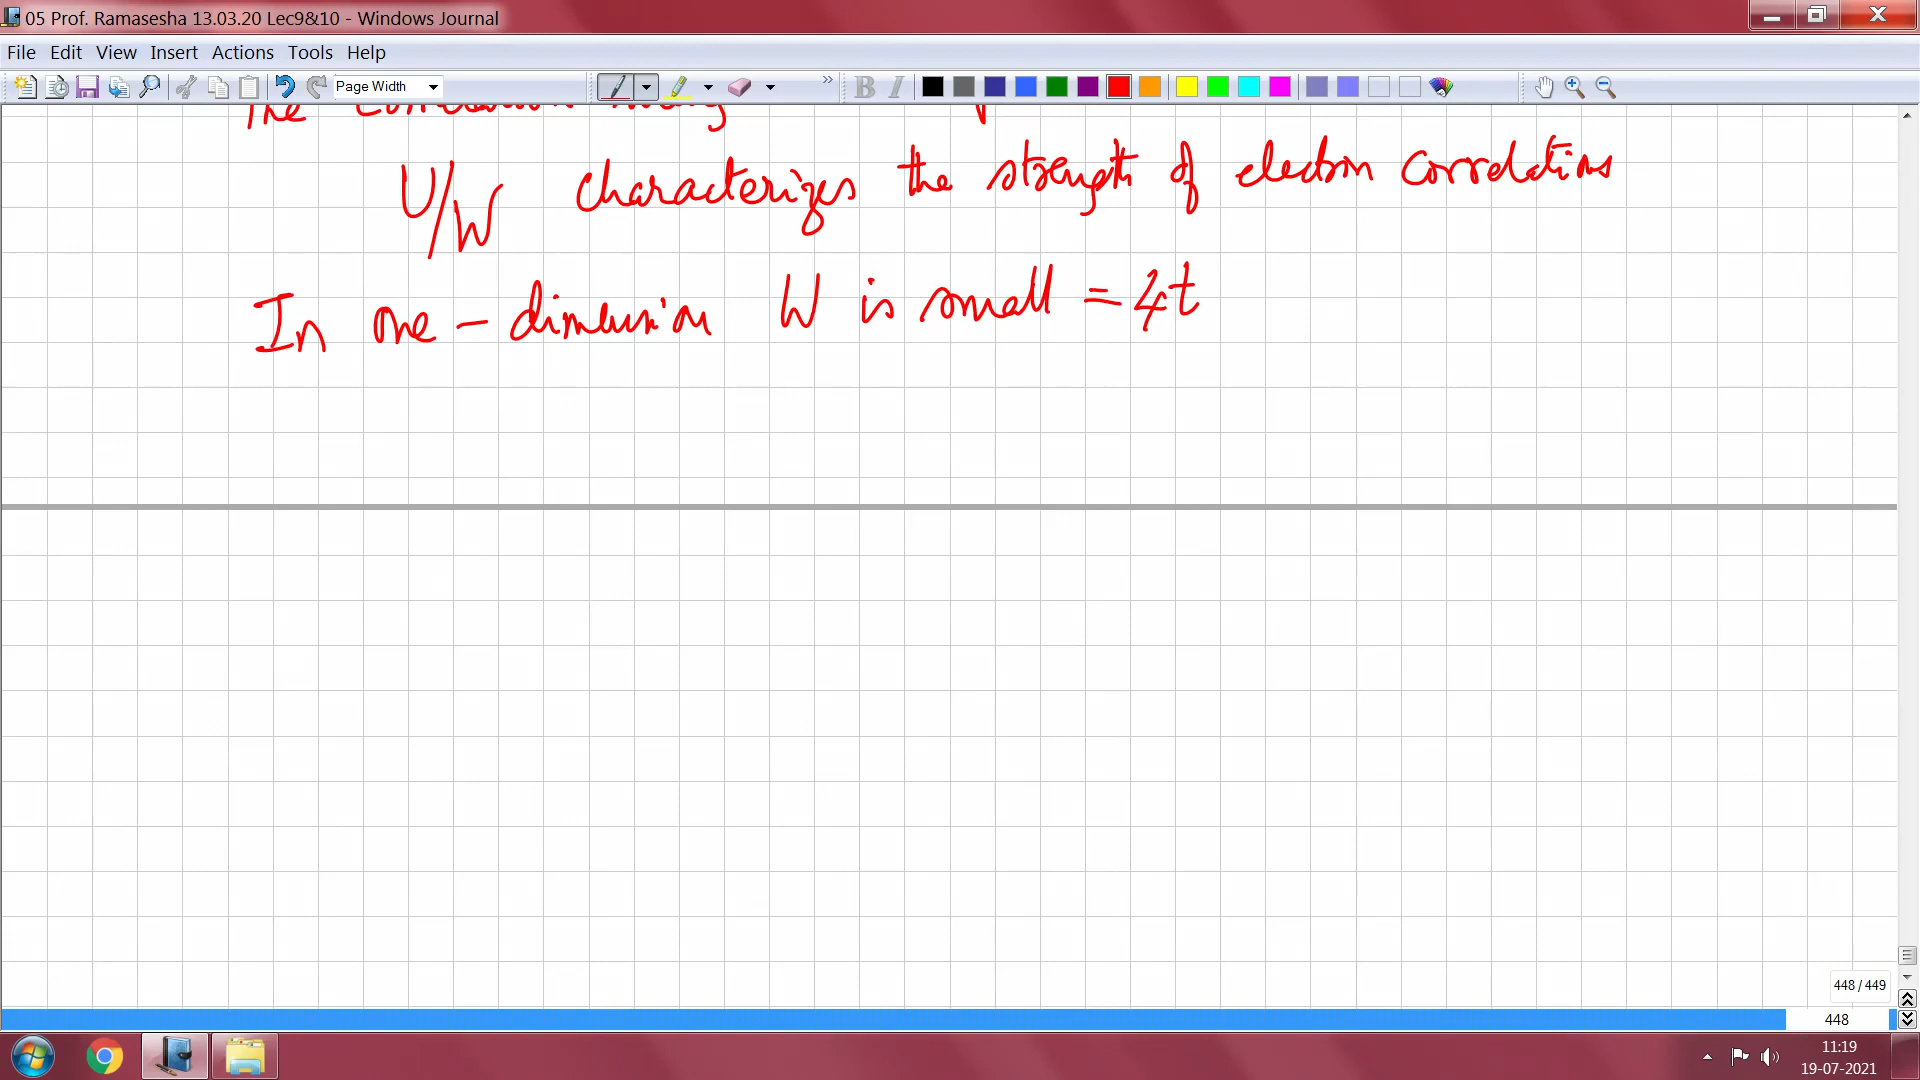 05 Prof. Ramasesha 13.03.20 Lec9&10 - Windows Journal
File Edit View Insert Actions Tools Help
Page Width
B I
The
U/W characterizes the strength of electron correlations
In one-dimension W is small = 4t
448 / 449
448
11:19
19-07-2021